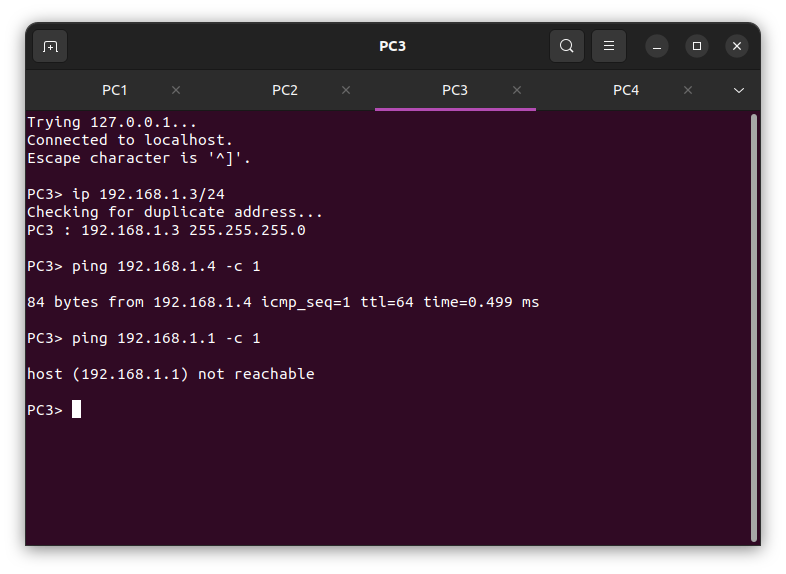 PC3
PC1
PC2
PC3
PC4
Trying 127.0.0.1...
Connected to localhost.
Escape character is '^]'.
PC3> ip 192.168.1.3/24
Checking for duplicate address...
PC3 : 192.168.1.3 255.255.255.0
PC3> ping 192.168.1.4 -c 1
84 bytes from 192.168.1.4 icmp_seq=1 ttl=64 time=0.499 ms
PC3> ping 192.168.1.1 -c 1
host (192.168.1.1) not reachable
PC3>